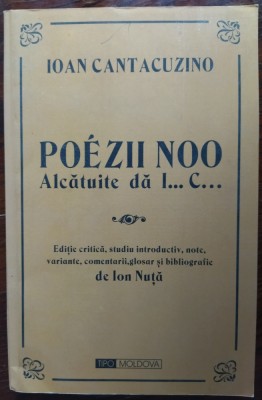 IOAN CANTACUZINO
POÉZII NOO
Alcătuite dă I... C...
Ediție critică, studiu introductiv, note,
variante, comentarii,glosar și bibliografie
de Ion Nuță
TIPO MOLDOVA